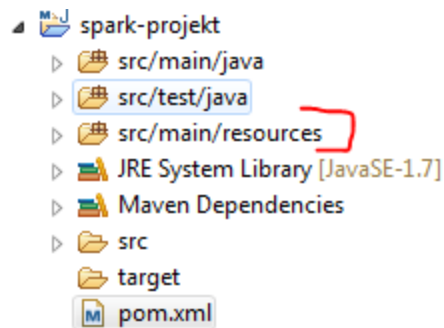 spark-projekt
src/main/java
src/test/java
src/main/resources
JRE System Library [JavaSE-1.7]
Maven Dependencies
src
target
pom.xml